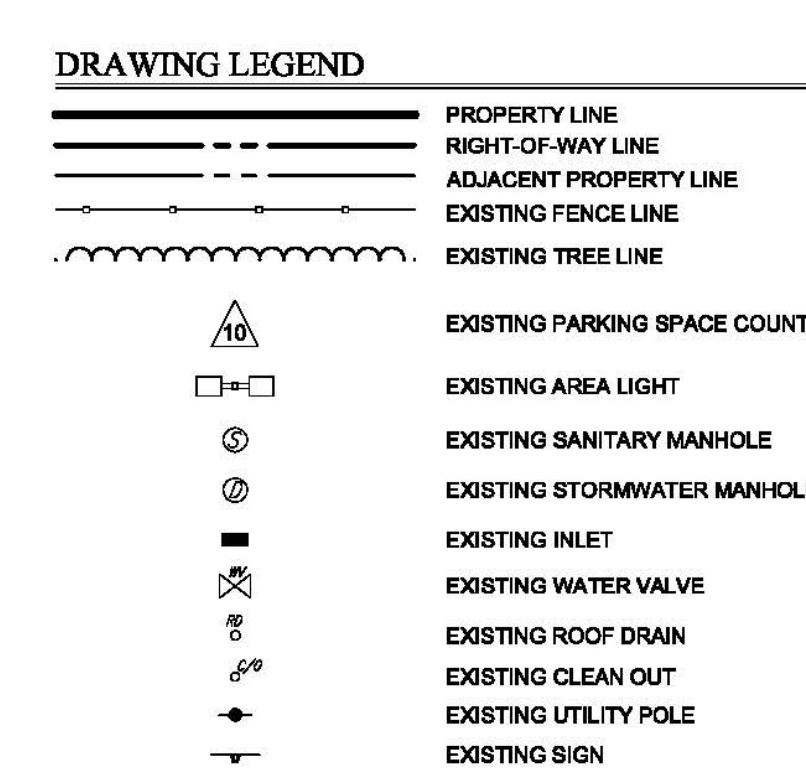 DRAWING LEGEND
PROPERTY LINE
RIGHT-OF-WAY LINE
ADJACENT PROPERTY LINE
EXISTING FENCE LINE
EXISTING TREE LINE
10 EXISTING PARKING SPACE COUNT
EXISTING AREA LIGHT
S EXISTING SANITARY MANHOLE
D EXISTING STORMWATER MANHOL
EXISTING INLET
WV EXISTING WATER VALVE
RD EXISTING ROOF DRAIN
C/O EXISTING CLEAN OUT
EXISTING UTILITY POLE
EXISTING SIGN